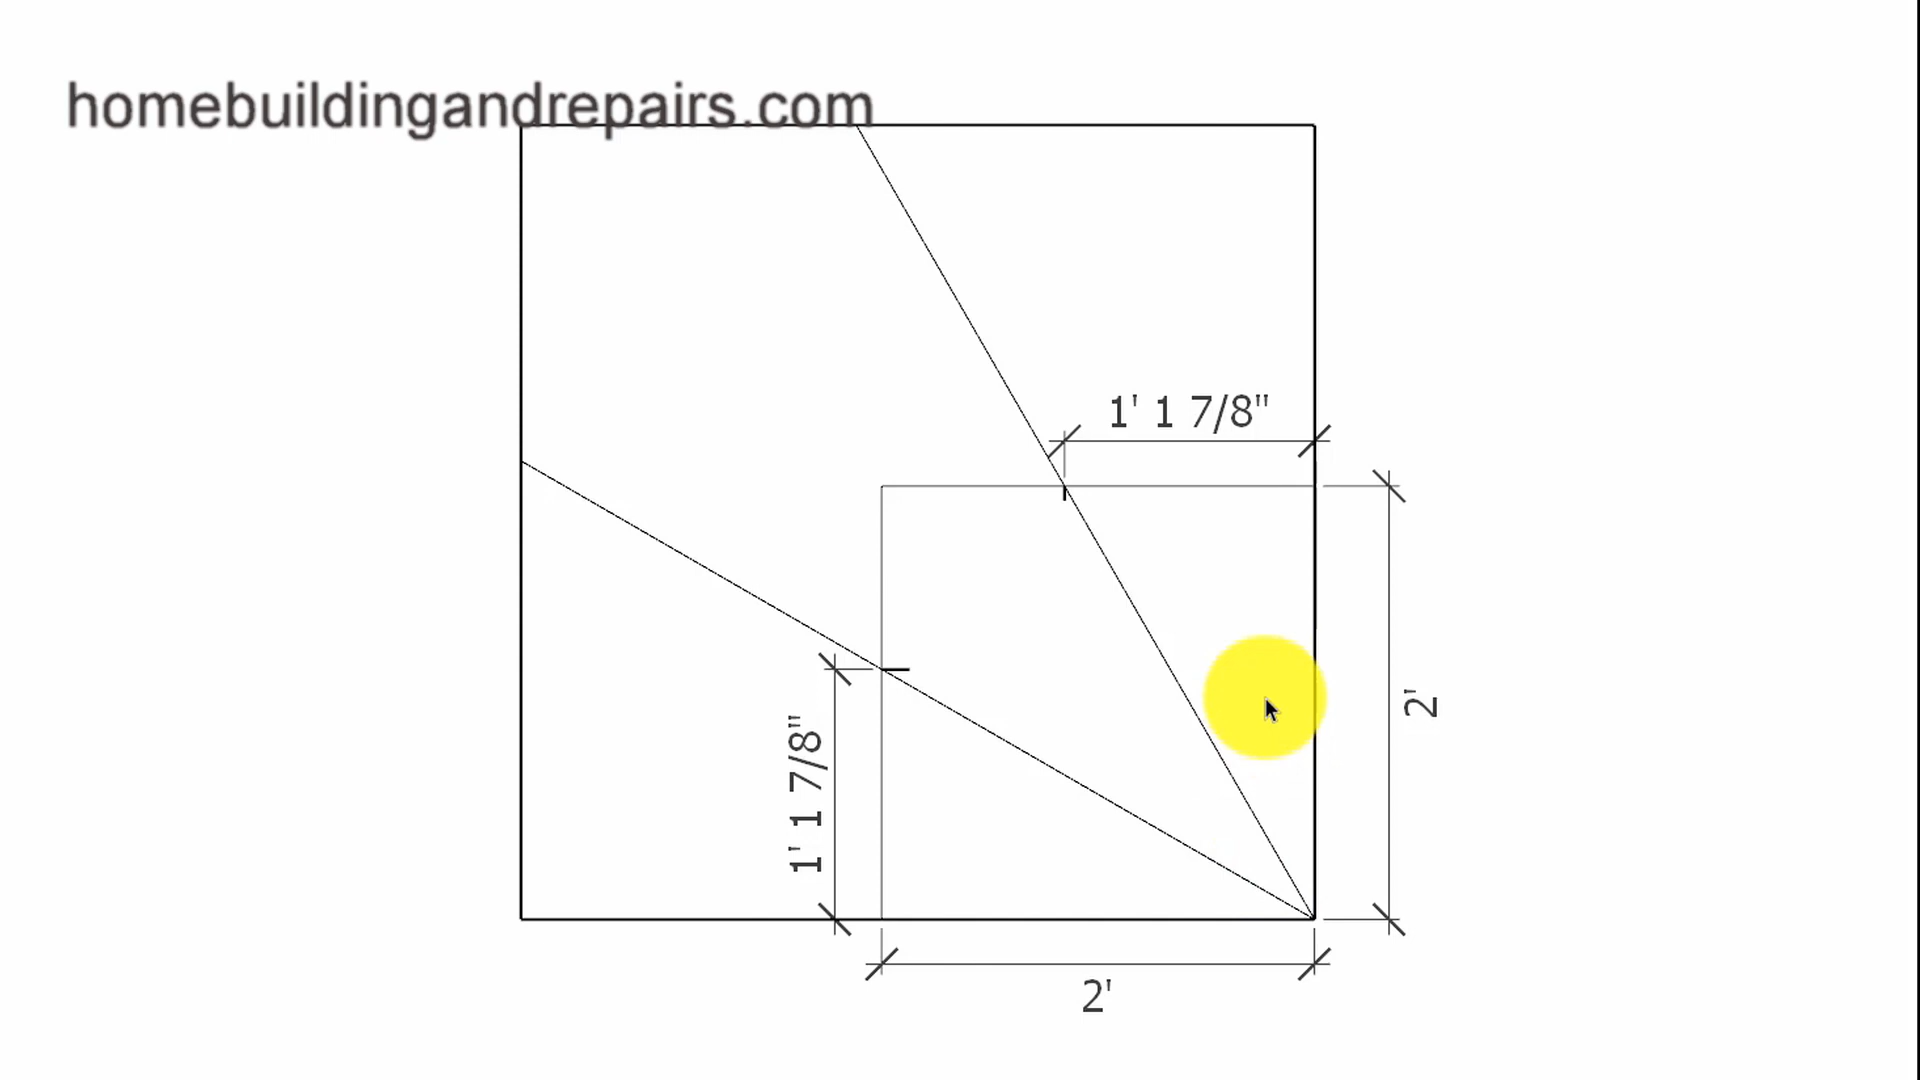 homebuildingandrepairs.com
1' 1 7/8"
1' 1 7/8"
2'
2'